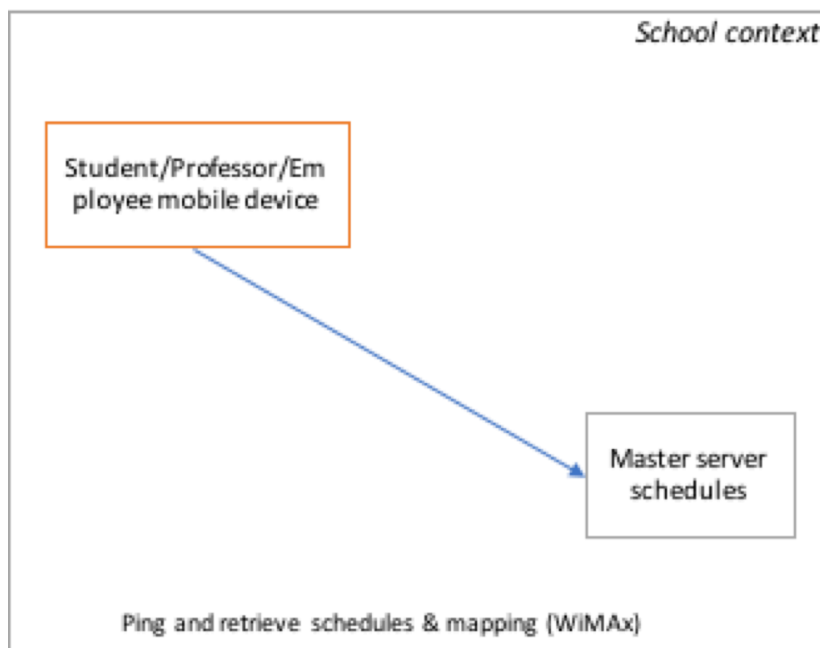 School context
Student/Professor/Em
ployee mobile device
Master server
schedules
Ping and retrieve schedules & mapping (WiMAx)